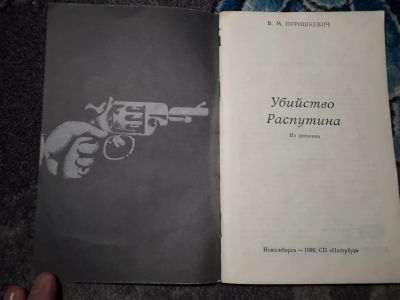 В. М. ПУРИШКЕВИЧ
Убийство
Распутина
Из дневника
Новосибирск — 1990, СП «Интербук»